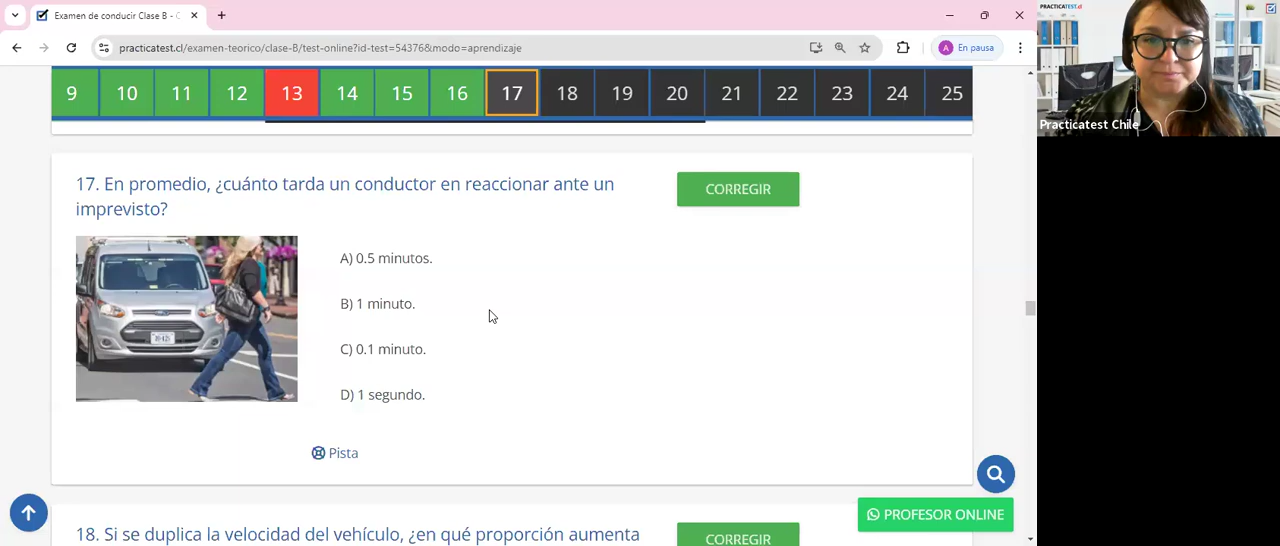 Examen de conducir Clase B - C
practicatest.cl/examen-teorico/clase-B/test-online?id-test=54376&modo=aprendizaje
A En pausa
PRACTICATEST.cl
Practicatest Chile
9 10 11 12 13 14 15 16 17 18 19 20 21 22 23 24 25
17. En promedio, ¿cuánto tarda un conductor en reaccionar ante un
imprevisto?
CORREGIR
A) 0.5 minutos.
B) 1 minuto.
C) 0.1 minuto.
D) 1 segundo.
Pista
PROFESOR ONLINE
18. Si se duplica la velocidad del vehículo, ¿en qué proporción aumenta
CORREGIR